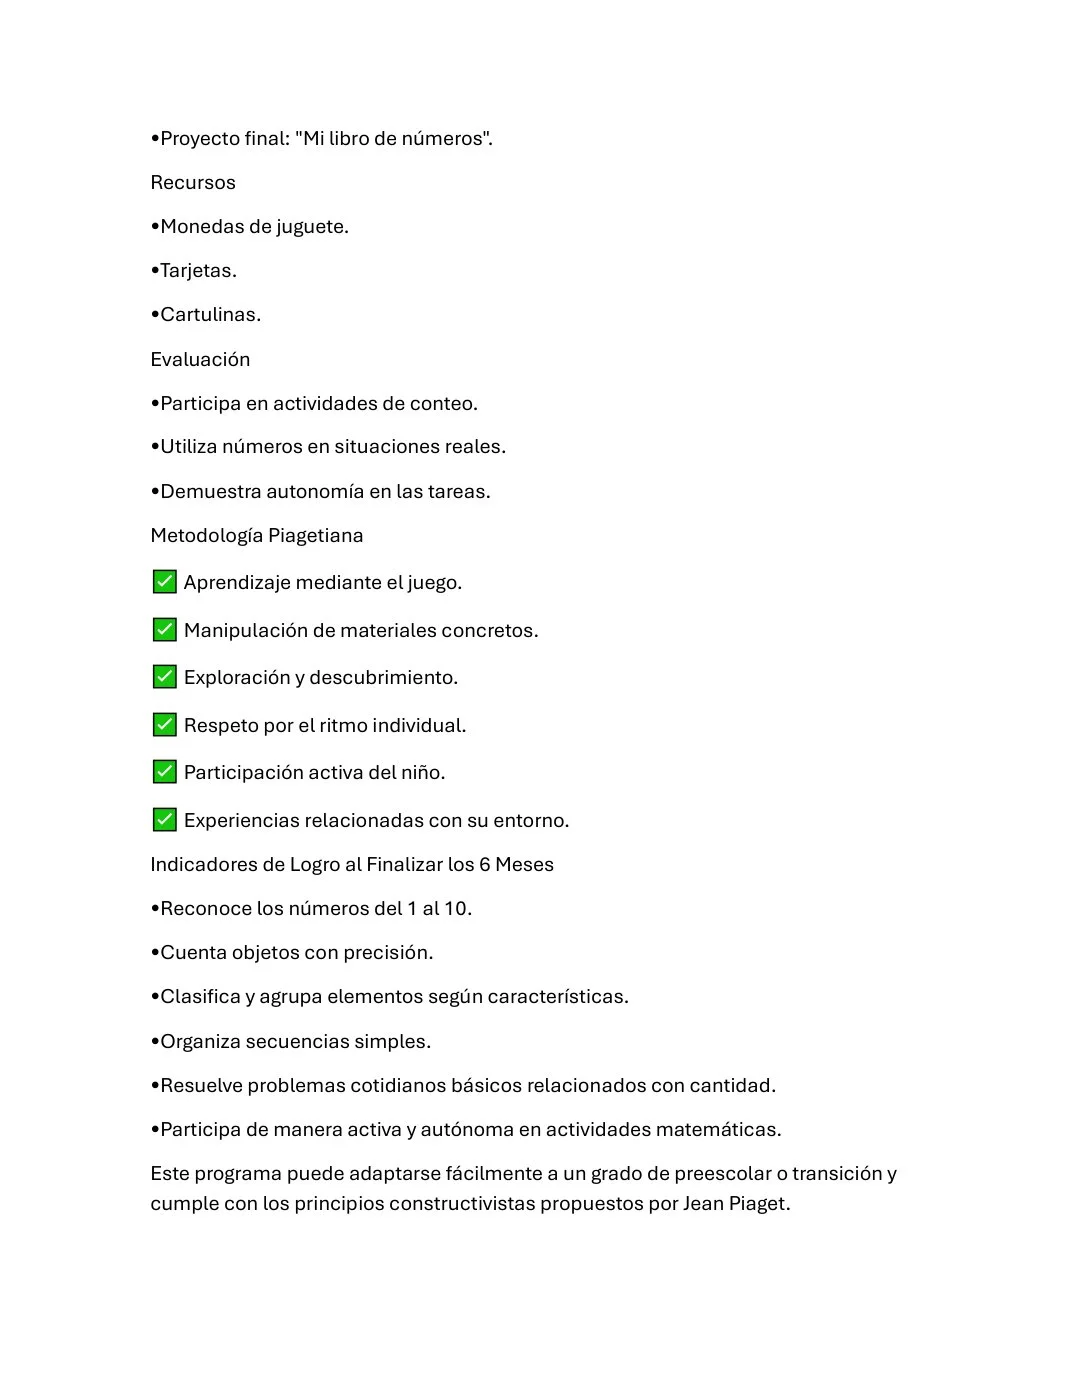 •Proyecto final: "Mi libro de números".
Recursos
•Monedas de juguete.
•Tarjetas.
•Cartulinas.
Evaluación
•Participa en actividades de conteo.
•Utiliza números en situaciones reales.
•Demuestra autonomía en las tareas.
Metodología Piagetiana
✅ Aprendizaje mediante el juego.
✅ Manipulación de materiales concretos.
✅ Exploración y descubrimiento.
✅ Respeto por el ritmo individual.
✅ Participación activa del niño.
✅ Experiencias relacionadas con su entorno.
Indicadores de Logro al Finalizar los 6 Meses
•Reconoce los números del 1 al 10.
•Cuenta objetos con precisión.
•Clasifica y agrupa elementos según características.
•Organiza secuencias simples.
•Resuelve problemas cotidianos básicos relacionados con cantidad.
•Participa de manera activa y autónoma en actividades matemáticas.
Este programa puede adaptarse fácilmente a un grado de preescolar o transición y
cumple con los principios constructivistas propuestos por Jean Piaget.